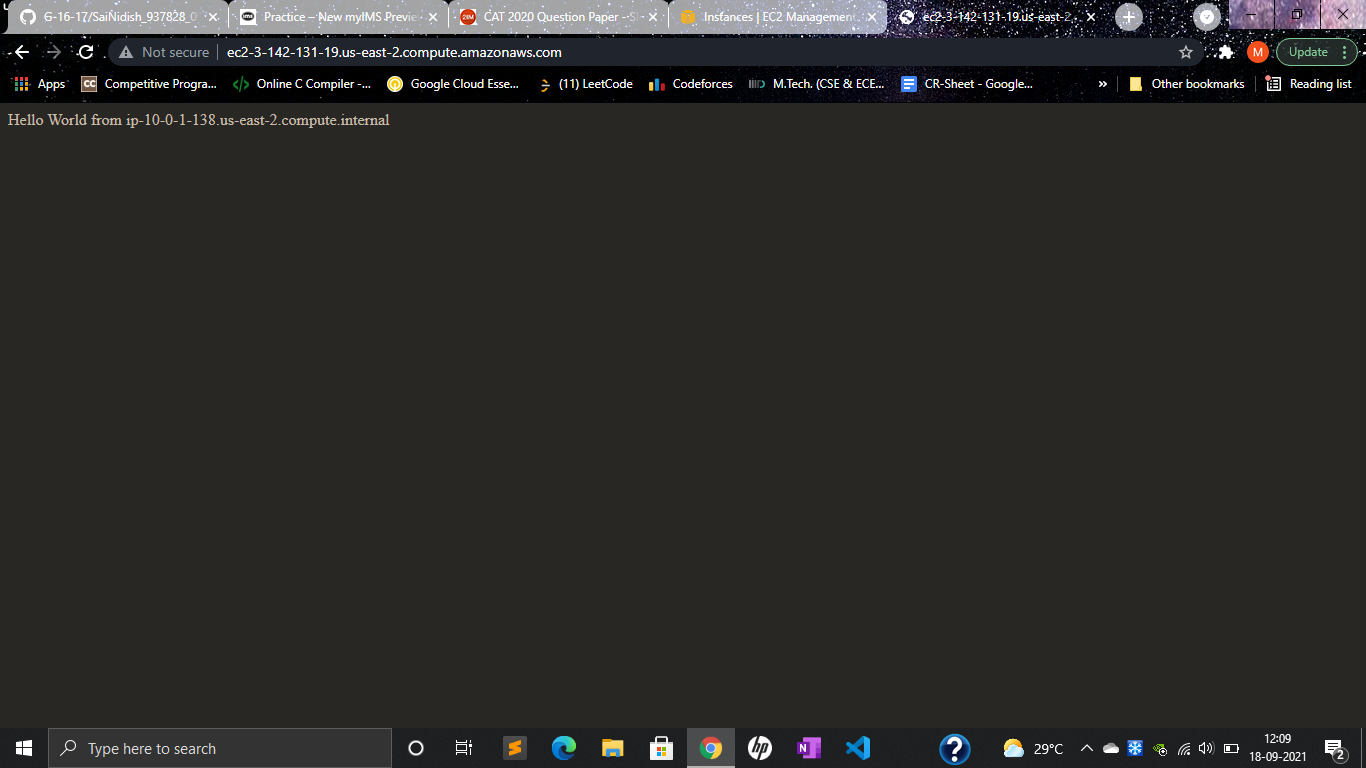 G-16-17/SaiNidish_937828_0
Practice – New myIMS Preview
CAT 2020 Question Paper -
Instances | EC2 Management
ec2-3-142-131-19.us-east-2.
Not secure
ec2-3-142-131-19.us-east-2.compute.amazonaws.com
M
Update
Apps
CC
Competitive Progra...
Online C Compiler -...
Google Cloud Esse...
(11) LeetCode
Codeforces
M.Tech. (CSE & ECE...
CR-Sheet - Google...
»
Other bookmarks
Reading list
Hello World from ip-10-0-1-138.us-east-2.compute.internal
Type here to search
hp
N
?
29°C
12:09
18-09-2021
2